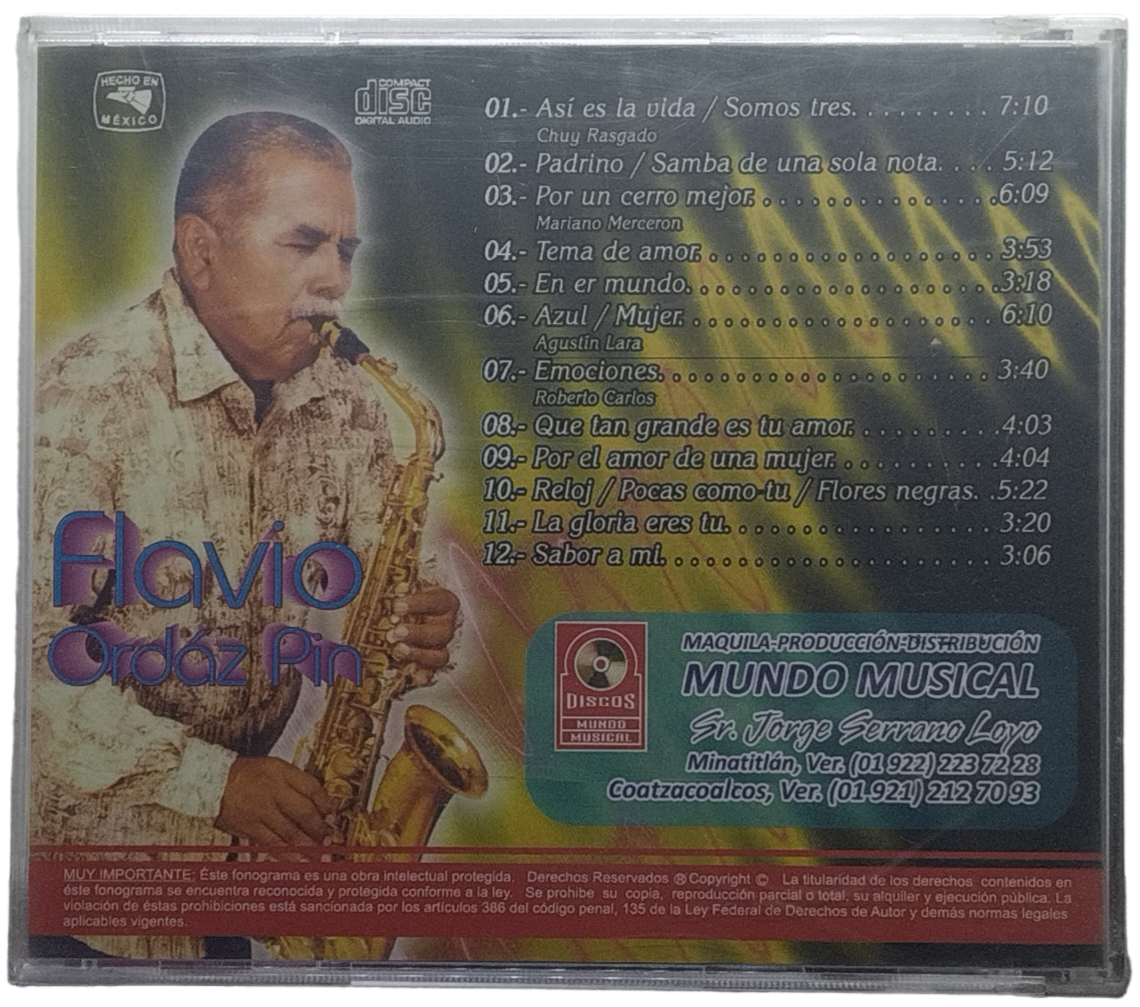 HECHO EN
MÉXICO
COMPACT
disc
DIGITAL AUDIO
01.- Así es la vida / Somos tres. . . . . . . . . 7:10
Chuy Rasgado
02.- Padrino / Samba de una sola nota. . . . 5:12
03.- Por un cerro mejor. . . . . . . . . . . . . . . . .6:09
Mariano Merceron
04.- Tema de amor. . . . . . . . . . . . . . . . . . . . .3:53
05.- En er mundo. . . . . . . . . . . . . . . . . . . . . .3:18
06.- Azul / Mujer. . . . . . . . . . . . . . . . . . . . . . 6:10
Agustín Lara
07.- Emociones. . . . . . . . . . . . . . . . . . . . . . . 3:40
Roberto Carlos
08.- Que tan grande es tu amor. . . . . . . . . .4:03
09.- Por el amor de una mujer. . . . . . . . . . .4:04
10.- Reloj / Pocas como tu / Flores negras. .5:22
11.- La gloria eres tu. . . . . . . . . . . . . . . . . . 3:20
12.- Sabor a mi. . . . . . . . . . . . . . . . . . . . . . . 3:06
Flavio
Ordáz Pin
DISCOS
MUNDO
MUSICAL
MAQUILA-PRODUCCIÓN-DISTRIBUCIÓN
MUNDO MUSICAL
Sr. Jorge Serrano Loyo
Minatitlán, Ver. (01 922) 223 72 28
Coatzacoalcos, Ver. (01 921) 212 70 93
MUY IMPORTANTE: Éste fonograma es una obra intelectual protegida. Derechos Reservados ® Copyright © La titularidad de los derechos contenidos en
éste fonograma se encuentra reconocida y protegida conforme a la ley. Se prohibe su copia, reproducción parcial o total, su alquiler y ejecución pública. La
violación de éstas prohibiciones está sancionada por los artículos 386 del código penal, 135 de la Ley Federal de Derechos de Autor y demás normas legales
aplicables vigentes.